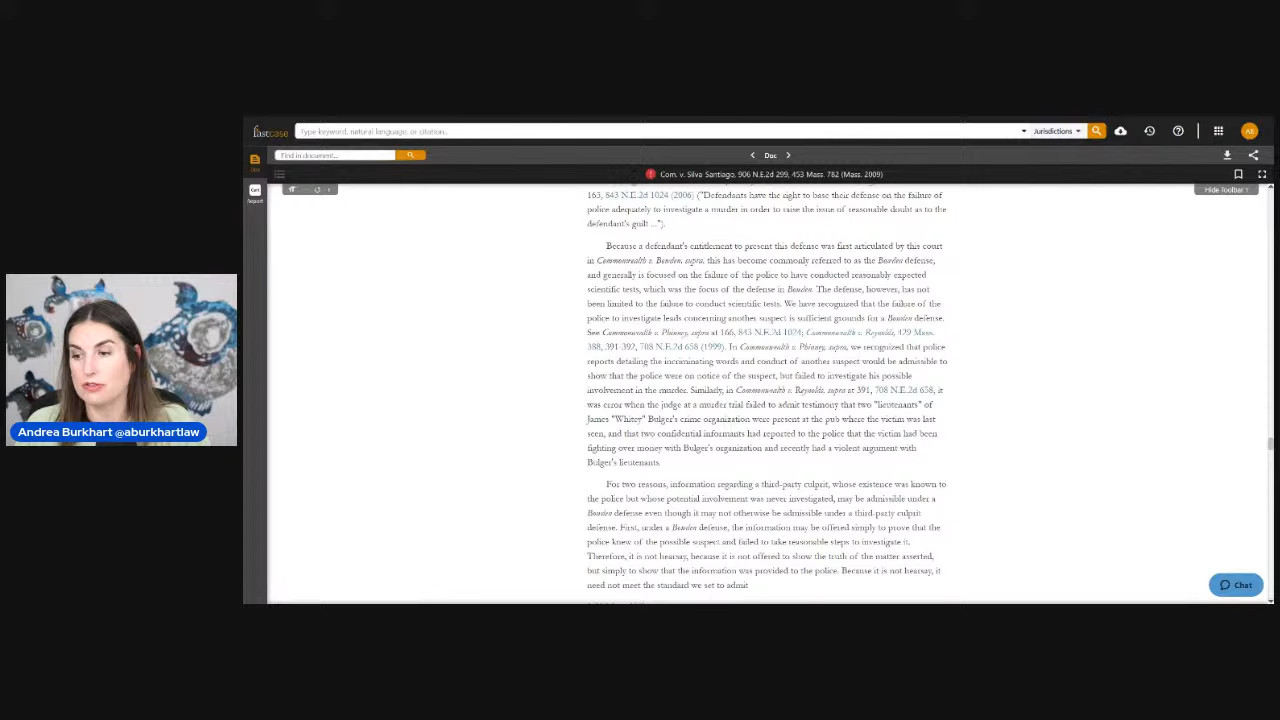 fastcase
Type keyword, natural language, or citation...
Jurisdictions
AB
Find in document...
Doc
Doc
Com. v. Silva Santiago, 906 N.E.2d 299, 453 Mass. 782 (Mass. 2009)
Cert
Report
Hide Toolbar
165, 843 N.E.2d 1024 (2006) ("Defendants have the right to base their defense on the failure of
police adequately to investigate a murder in order to raise the issue of reasonable doubt as to the
defendant's guilt ...").
Because a defendant's entitlement to present this defense was first articulated by this court
in Commonwealth v. Bowden, supra, this has become commonly referred to as the Bowden defense,
and generally is focused on the failure of the police to have conducted reasonably expected
scientific tests, which was the focus of the defense in Bowden. The defense, however, has not
been limited to the failure to conduct scientific tests. We have recognized that the failure of the
police to investigate leads concerning another suspect is sufficient grounds for a Bowden defense.
See Commonwealth v. Phinney, supra at 166, 843 N.E.2d 1024; Commonwealth v. Reynolds, 429 Mass.
388, 391-392, 708 N.E.2d 658 (1999). In Commonwealth v. Phinney, supra, we recognized that police
reports detailing the incriminating words and conduct of another suspect would be admissible to
show that the police were on notice of the suspect, but failed to investigate his possible
involvement in the murder. Similarly, in Commonwealth v. Reynolds, supra at 391, 708 N.E.2d 658, it
was error when the judge at a murder trial failed to admit testimony that two "lieutenants" of
James "Whitey" Bulger's crime organization were present at the pub where the victim was last
seen, and that two confidential informants had reported to the police that the victim had been
fighting over money with Bulger's organization and recently had a violent argument with
Bulger's lieutenants.
For two reasons, information regarding a third-party culprit, whose existence was known to
the police but whose potential involvement was never investigated, may be admissible under a
Bowden defense even though it may not otherwise be admissible under a third-party culprit
defense. First, under a Bowden defense, the information may be offered simply to prove that the
police knew of the possible suspect and failed to take reasonable steps to investigate it.
Therefore, it is not hearsay, because it is not offered to show the truth of the matter asserted,
but simply to show that the information was provided to the police. Because it is not hearsay, it
need not meet the standard we set to admit
Chat
Andrea Burkhart @aburkhartlaw